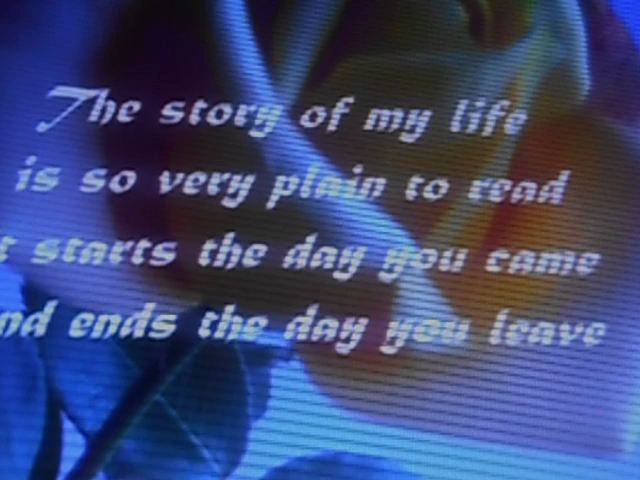 The story of my life
is so very plain to read
t starts the day you came
nd ends the day you leave